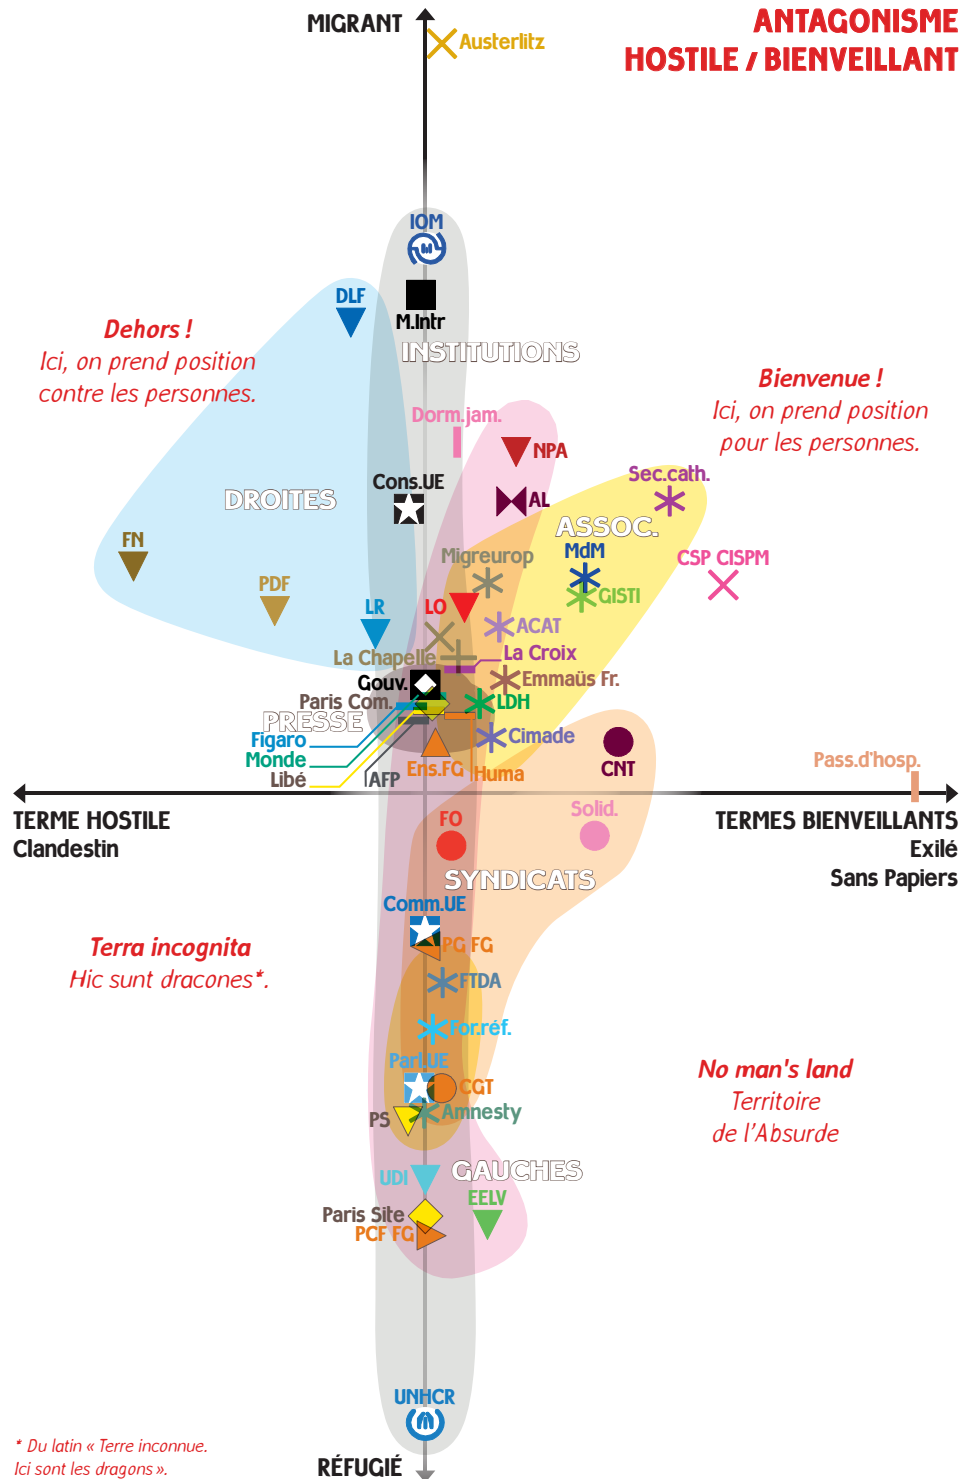 MIGRANT
ANTAGONISME
HOSTILE / BIENVEILLANT
Austerlitz
IOM
DLF
M.Intr
Dehors !
Ici, on prend position
contre les personnes.
INSTITUTIONS
Bienvenue !
Ici, on prend position
pour les personnes.
Dorm.jam.
NPA
Cons.UE
Sec.cath.
DROITES
AL
ASSOC.
FN
Migreurop
MdM
CSP CISPM
PDF
LR
LO
GISTI
ACAT
La Chapelle
La Croix
Gouv.
Emmaüs Fr.
Paris Com.
LDH
PRESSE
Figaro
Cimade
Monde
Libé
AFP
Ens.FG
Huma
CNT
Pass.d'hosp.
TERME HOSTILE
Clandestin
FO
Solid.
TERMES BIENVEILLANTS
Exilé
Sans Papiers
SYNDICATS
Comm.UE
Terra incognita
Hic sunt dracones*.
PG FG
FTDA
For.réf.
Parl.UE
CGT
No man's land
Territoire
de l'Absurde
PS
Amnesty
UDI
GAUCHES
EELV
Paris Site
PCF FG
UNHCR
* Du latin « Terre inconnue.
Ici sont les dragons ».
RÉFUGIÉ